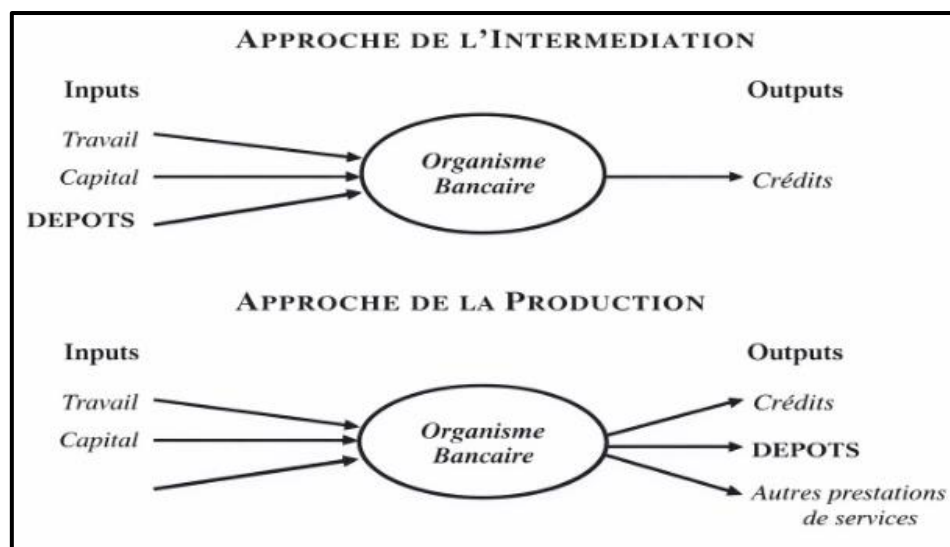 APPROCHE DE L'INTERMEDIATION
Inputs
Outputs
Travail
Capital
DEPOTS
Organisme
Bancaire
Crédits
APPROCHE DE LA PRODUCTION
Inputs
Outputs
Travail
Capital
Organisme
Bancaire
Crédits
DEPOTS
Autres prestations
de services